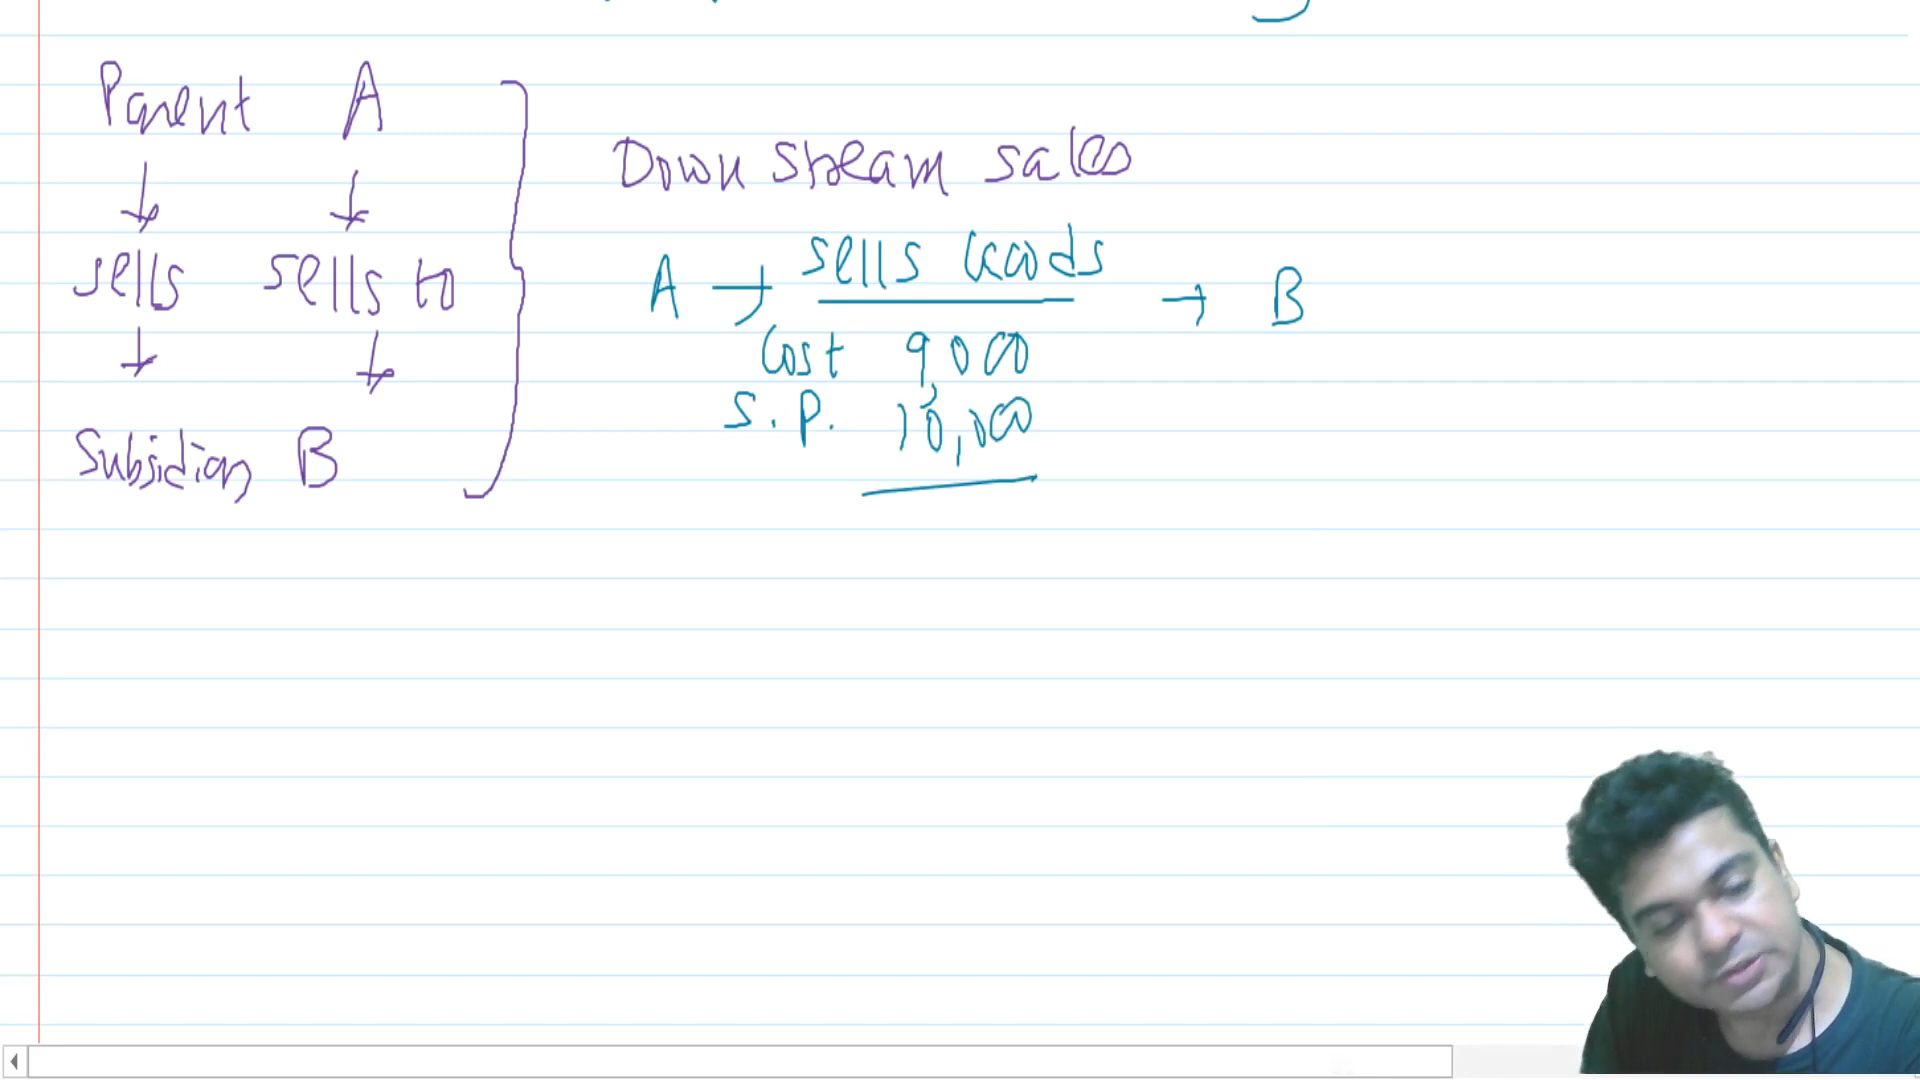 Parent A
sells sells to
Subsidiary B
Down stream sales
A → sells Goods → B
Cost 9,000
S.P. 10,000